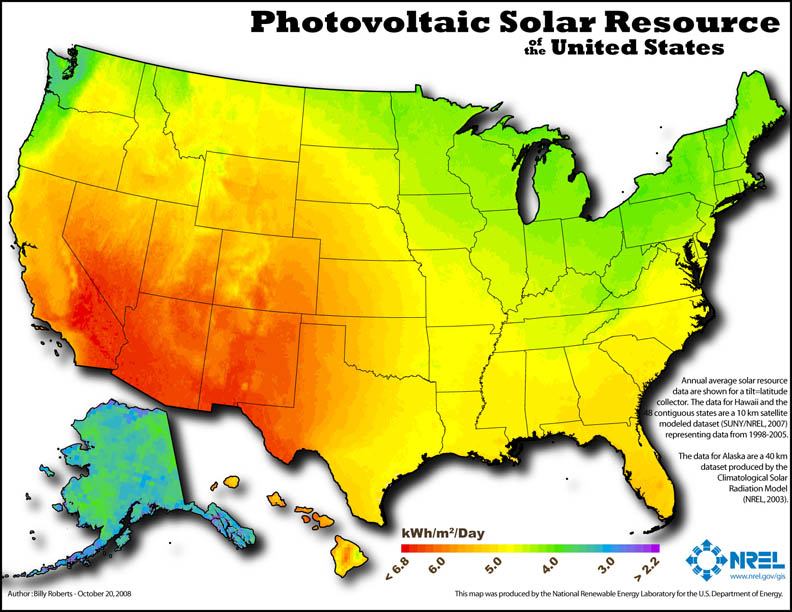 Photovoltaic Solar Resource
of the United States
Annual average solar resource
data are shown for a tilt=latitude
collector. The data for Hawaii and the
48 contiguous states are a 10 km satellite
modeled dataset (SUNY/NREL, 2007)
representing data from 1998-2005.
The data for Alaska are a 40 km
dataset produced by the
Climatological Solar
Radiation Model
(NREL, 2003).
kWh/m²/Day
< 6.8 6.0 5.0 4.0 3.0 > 2.2
NREL
www.nrel.gov/gis
Author : Billy Roberts - October 20, 2008
This map was produced by the National Renewable Energy Laboratory for the U.S. Department of Energy.